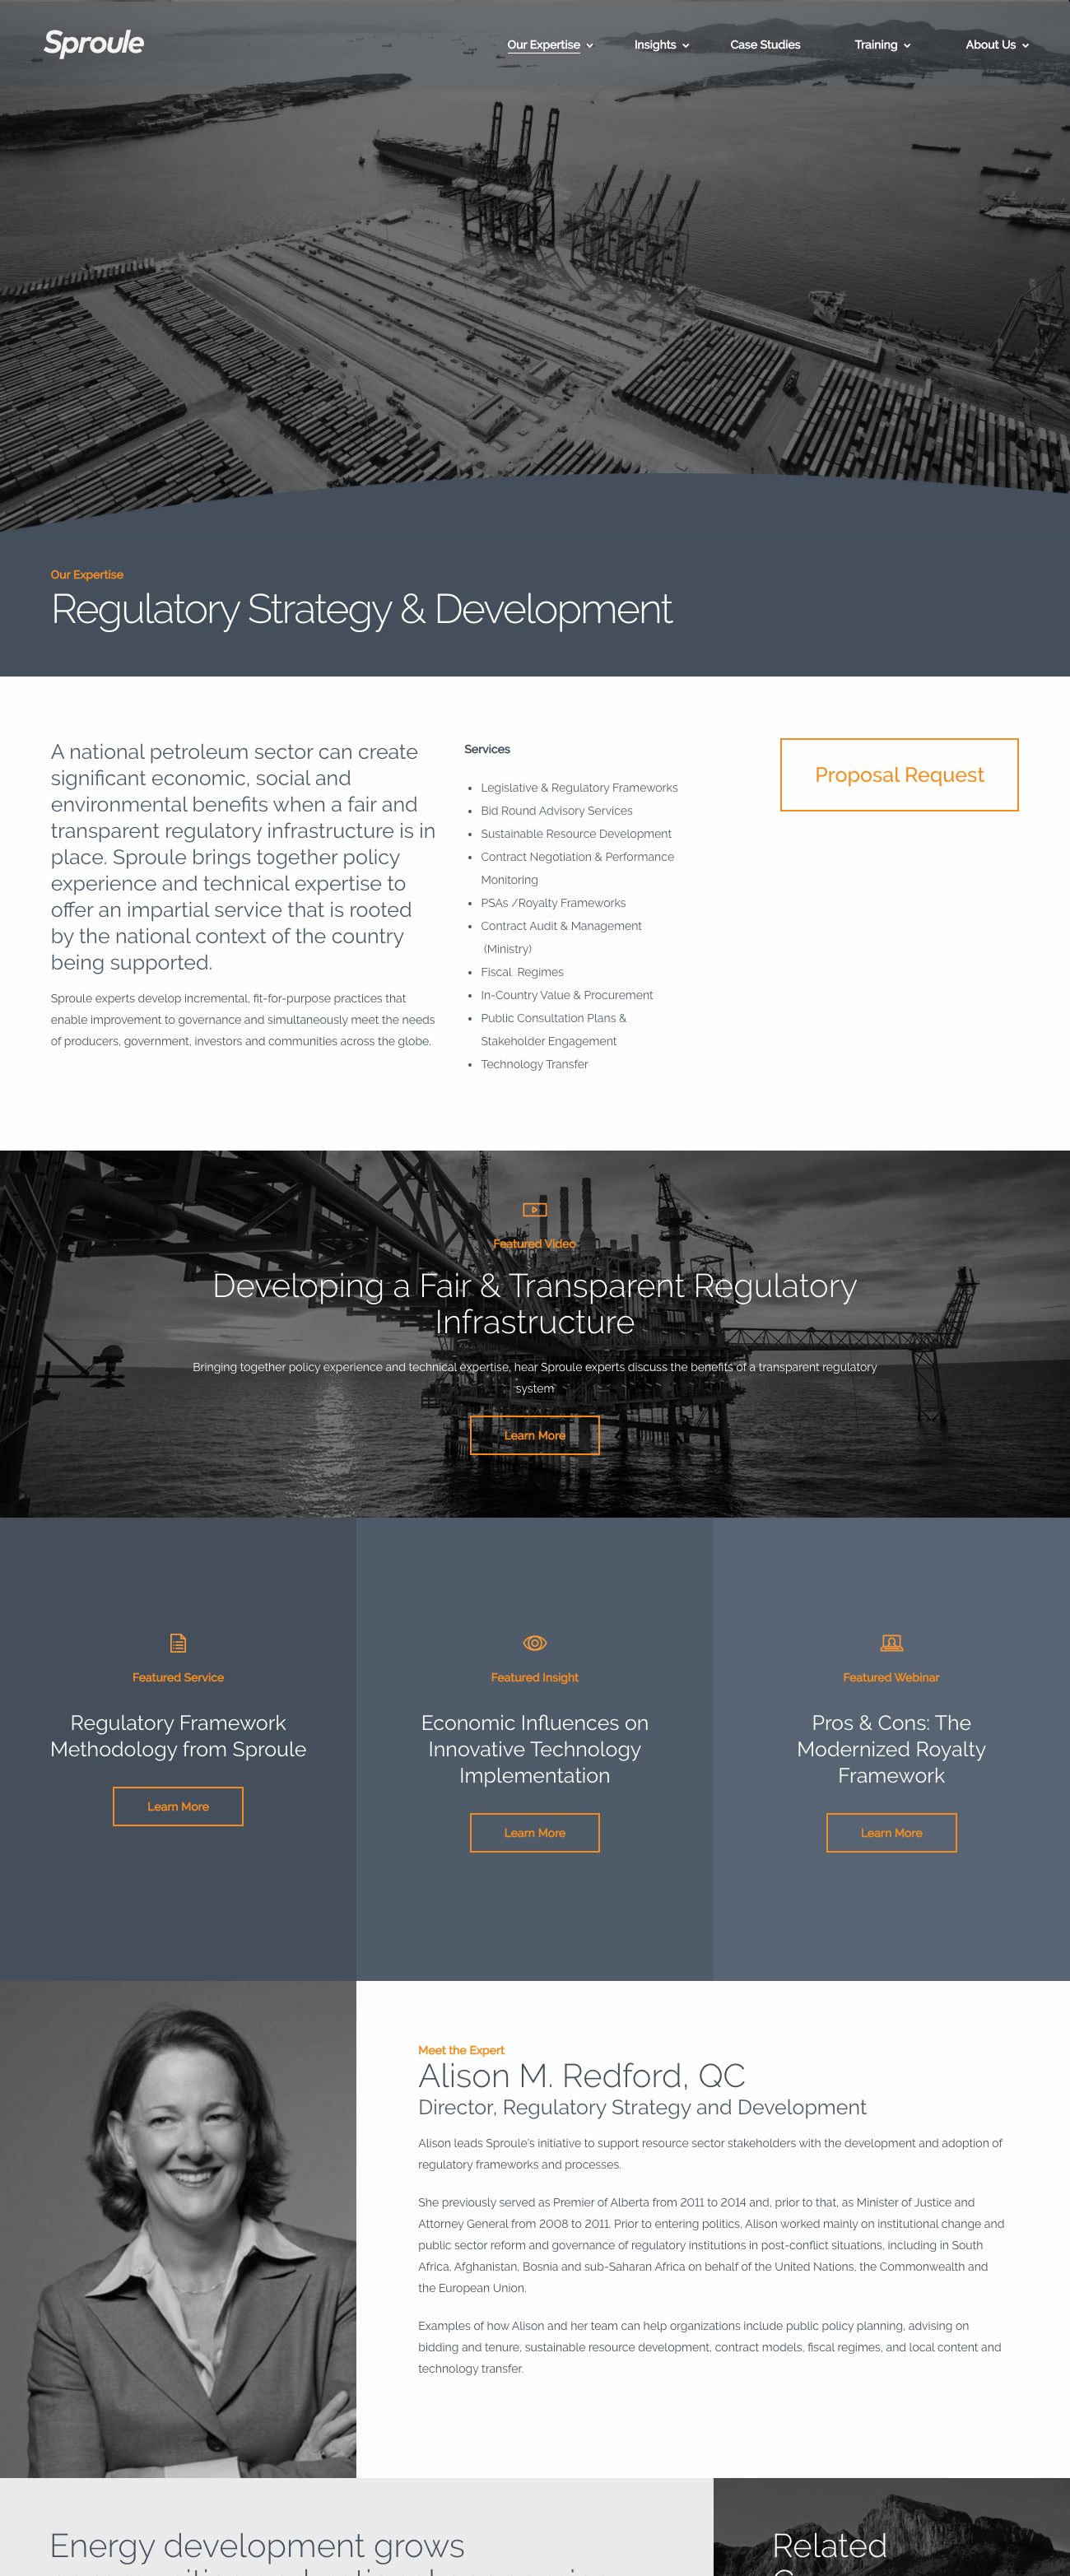 Sproule
Our Expertise
Insights
Case Studies
Training
About Us
Our Expertise
Regulatory Strategy & Development
A national petroleum sector can create
significant economic, social and
environmental benefits when a fair and
transparent regulatory infrastructure is in
place. Sproule brings together policy
experience and technical expertise to
offer an impartial service that is rooted
by the national context of the country
being supported.
Sproule experts develop incremental, fit-for-purpose practices that
enable improvement to governance and simultaneously meet the needs
of producers, government, investors and communities across the globe.
Services
• Legislative & Regulatory Frameworks
• Bid Round Advisory Services
• Sustainable Resource Development
• Contract Negotiation & Performance
Monitoring
• PSAs /Royalty Frameworks
• Contract Audit & Management
(Ministry)
• Fiscal Regimes
• In-Country Value & Procurement
• Public Consultation Plans &
Stakeholder Engagement
• Technology Transfer
Proposal Request
Featured Video
Developing a Fair & Transparent Regulatory
Infrastructure
Bringing together policy experience and technical expertise, hear Sproule experts discuss the benefits of a transparent regulatory
system
Learn More
Featured Service
Regulatory Framework
Methodology from Sproule
Learn More
Featured Insight
Economic Influences on
Innovative Technology
Implementation
Learn More
Featured Webinar
Pros & Cons: The
Modernized Royalty
Framework
Learn More
Meet the Expert
Alison M. Redford, QC
Director, Regulatory Strategy and Development
Alison leads Sproule's initiative to support resource sector stakeholders with the development and adoption of
regulatory frameworks and processes.
She previously served as Premier of Alberta from 2011 to 2014 and, prior to that, as Minister of Justice and
Attorney General from 2008 to 2011. Prior to entering politics, Alison worked mainly on institutional change and
public sector reform and governance of regulatory institutions in post-conflict situations, including in South
Africa, Afghanistan, Bosnia and sub-Saharan Africa on behalf of the United Nations, the Commonwealth and
the European Union.
Examples of how Alison and her team can help organizations include public policy planning, advising on
bidding and tenure, sustainable resource development, contract models, fiscal regimes, and local content and
technology transfer.
Energy development grows
Related